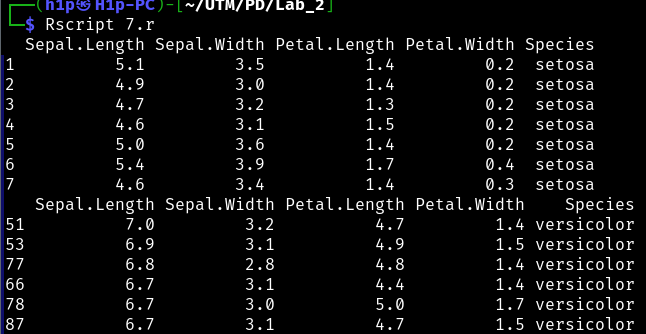 (h1p㉿H1p-PC)-[~/UTM/PD/Lab_2]
$ Rscript 7.r
  Sepal.Length Sepal.Width Petal.Length Petal.Width Species
1          5.1         3.5          1.4         0.2  setosa
2          4.9         3.0          1.4         0.2  setosa
3          4.7         3.2          1.3         0.2  setosa
4          4.6         3.1          1.5         0.2  setosa
5          5.0         3.6          1.4         0.2  setosa
6          5.4         3.9          1.7         0.4  setosa
7          4.6         3.4          1.4         0.3  setosa
   Sepal.Length Sepal.Width Petal.Length Petal.Width    Species
51          7.0         3.2          4.7         1.4 versicolor
53          6.9         3.1          4.9         1.5 versicolor
77          6.8         2.8          4.8         1.4 versicolor
66          6.7         3.1          4.4         1.4 versicolor
78          6.7         3.0          5.0         1.7 versicolor
87          6.7         3.1          4.7         1.5 versicolor